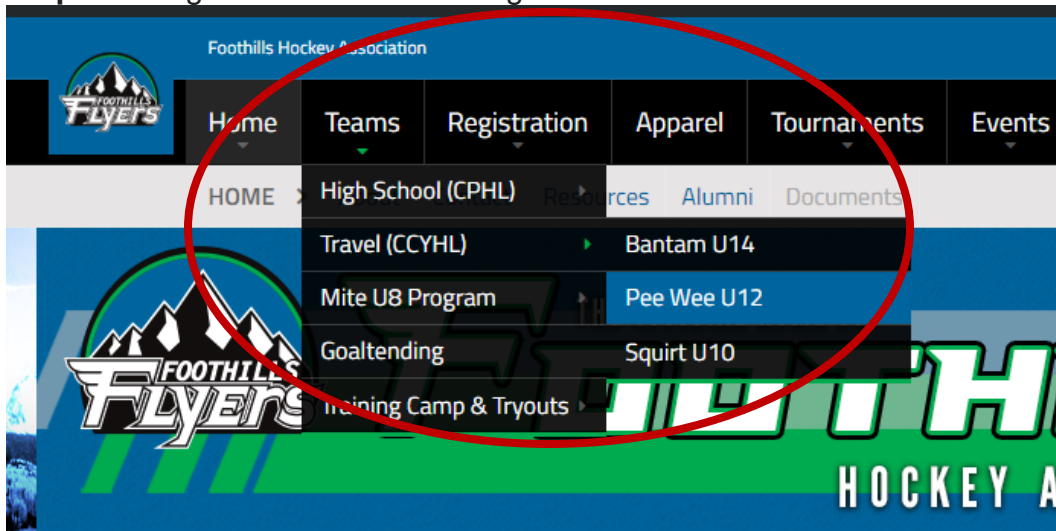 Foothills Hockey Association
FOOTHILLS
FLYERS
Home Teams Registration Apparel Tournaments Events
HOME Resources Alumni Documents
High School (CPHL)
Travel (CCYHL) Bantam U14
Mite U8 Program Pee Wee U12
Goaltending Squirt U10
Training Camp & Tryouts
FOOTHILLS
FLYERS
FOOTH
HOCKEY A